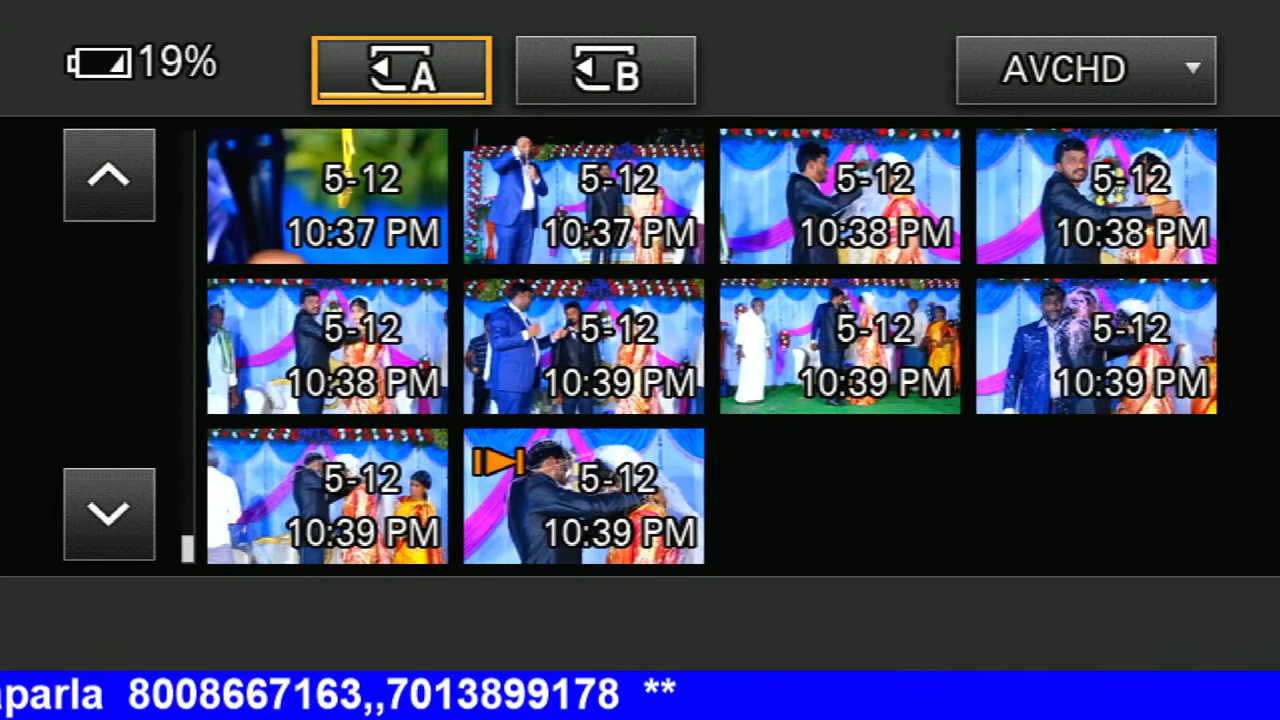 19% A B AVCHD
5-12 5-12 5-12 5-12
10:37 PM 10:37 PM 10:38 PM 10:38 PM
5-12 5-12 5-12 5-12
10:38 PM 10:39 PM 10:39 PM 10:39 PM
5-12 5-12
10:39 PM 10:39 PM
8008667163,,7013899178 **